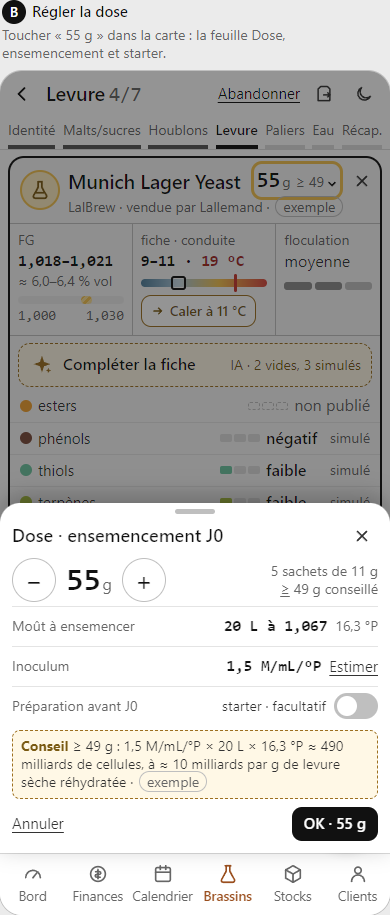 B Régler la dose
Toucher « 55 g » dans la carte : la feuille Dose,
ensemencement et starter.
Levure 4/7 Abandonner
Identité Malts/sucres Houblons Levure Paliers Eau Récap.
Munich Lager Yeast 55 g ≥ 49
LalBrew · vendue par Lallemand · exemple
FG fiche · conduite floculation
1,018–1,021 9–11 · 19 °C moyenne
≈ 6,0–6,4 % vol
1,000 1,030 → Caler à 11 °C
Compléter la fiche IA · 2 vides, 3 simulés
esters non publié
phénols négatif simulé
thiols faible simulé
terpènes faible simulé
Dose · ensemencement J0
− 55 g +
5 sachets de 11 g
≥ 49 g conseillé
Moût à ensemencer 20 L à 1,067 16,3 °P
Inoculum 1,5 M/mL/°P Estimer
Préparation avant J0 starter · facultatif
Conseil ≥ 49 g : 1,5 M/mL/°P × 20 L × 16,3 °P ≈ 490
milliards de cellules, à ≈ 10 milliards par g de levure
sèche réhydratée · exemple
Annuler OK · 55 g
Bord Finances Calendrier Brassins Stocks Clients